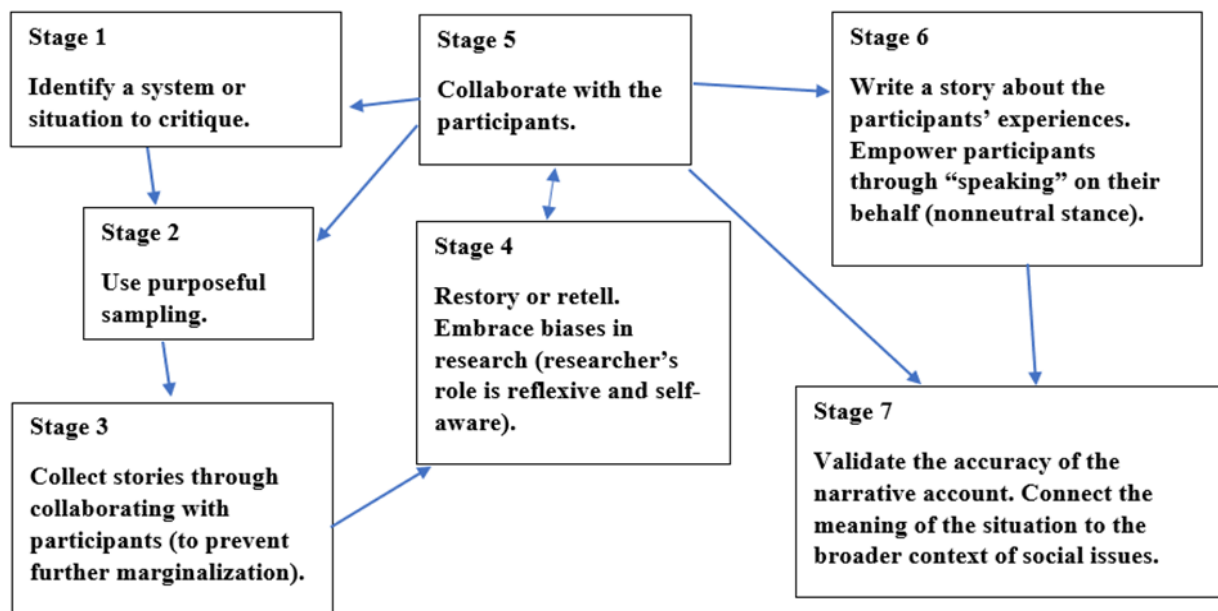 Stage 1
Identify a system or
situation to critique.
Stage 2
Use purposeful
sampling.
Stage 3
Collect stories through
collaborating with
participants (to prevent
further marginalization).
Stage 4
Restory or retell.
Embrace biases in
research (researcher’s
role is reflexive and self-
aware).
Stage 5
Collaborate with the
participants.
Stage 6
Write a story about the
participants’ experiences.
Empower participants
through “speaking” on their
behalf (nonneutral stance).
Stage 7
Validate the accuracy of the
narrative account. Connect the
meaning of the situation to the
broader context of social issues.